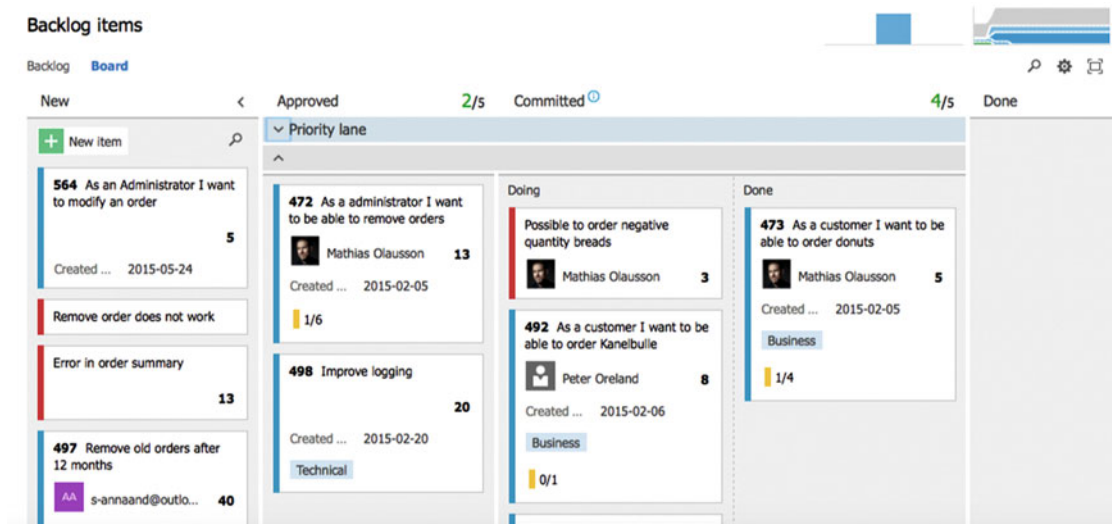 Backlog items
Backlog Board
New
Approved 2/5
Committed 4/5
Done
New item
564 As an Administrator I want
to modify an order
5
Created ... 2015-05-24
Remove order does not work
Error in order summary
13
497 Remove old orders after
12 months
AA s-annaand@outlo... 40
Priority lane
472 As a administrator I want
to be able to remove orders
Mathias Olausson 13
Created ... 2015-02-05
1/6
498 Improve logging
20
Created ... 2015-02-20
Technical
Doing
Possible to order negative
quantity breads
Mathias Olausson 3
492 As a customer I want to be
able to order Kanelbulle
Peter Oreland 8
Created ... 2015-02-06
Business
0/1
Done
473 As a customer I want to be
able to order donuts
Mathias Olausson 5
Created ... 2015-02-05
Business
1/4